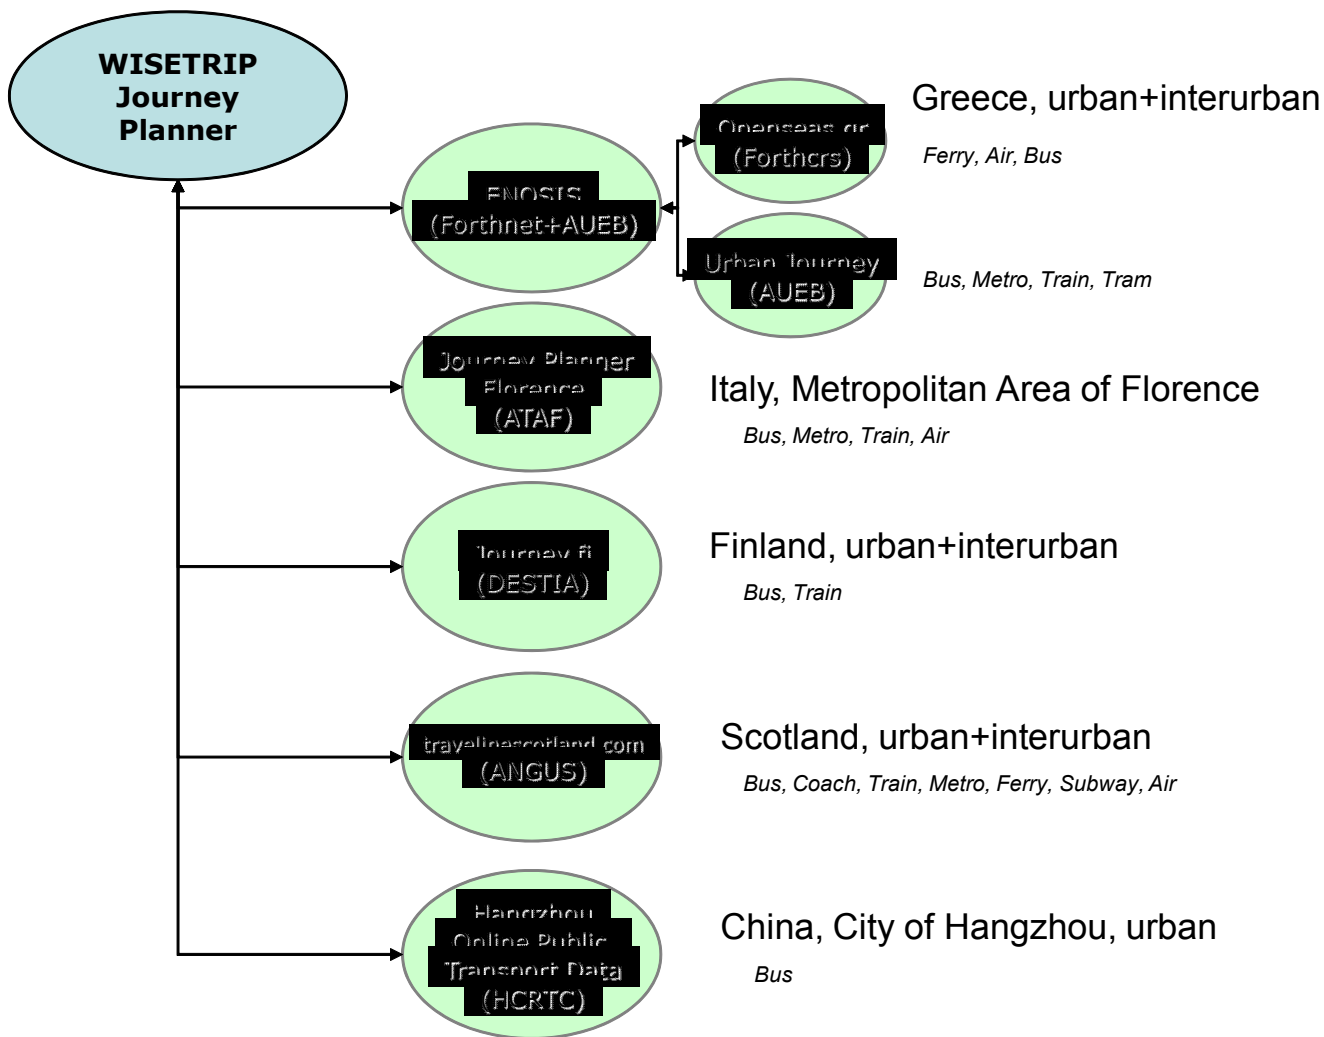 WISETRIP
Journey
Planner
Openseas.gr
(Forthcrs)
Greece, urban+interurban
Ferry, Air, Bus
ENOSIS
(Forthnet+AUEB)
Urban Journey
(AUEB)
Bus, Metro, Train, Tram
Journey Planner
Florence
(ATAF)
Italy, Metropolitan Area of Florence
Bus, Metro, Train, Air
Journey.fi
(DESTIA)
Finland, urban+interurban
Bus, Train
travelinescotland.com
(ANGUS)
Scotland, urban+interurban
Bus, Coach, Train, Metro, Ferry, Subway, Air
Hangzhou
Online Public
Transport Data
(HCRTC)
China, City of Hangzhou, urban
Bus